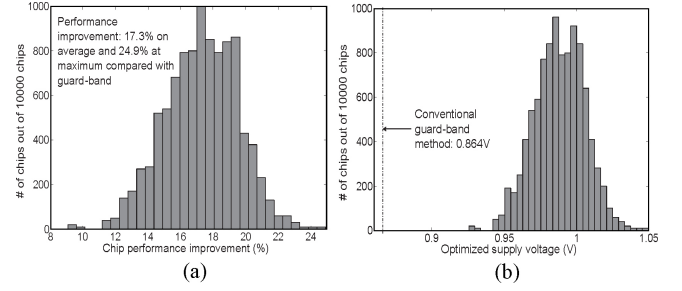 Performance
improvement: 17.3% on
average and 24.9% at
maximum compared with
guard-band
# of chips out of 10000 chips
1000
800
600
400
200
0
8 10 12 14 16 18 20 22 24
Chip performance improvement (%)
(a)
Conventional
guard-band
method: 0.864V
# of chips out of 10000 chips
1000
800
600
400
200
0
0.9 0.95 1 1.05
Optimized supply voltage (V)
(b)